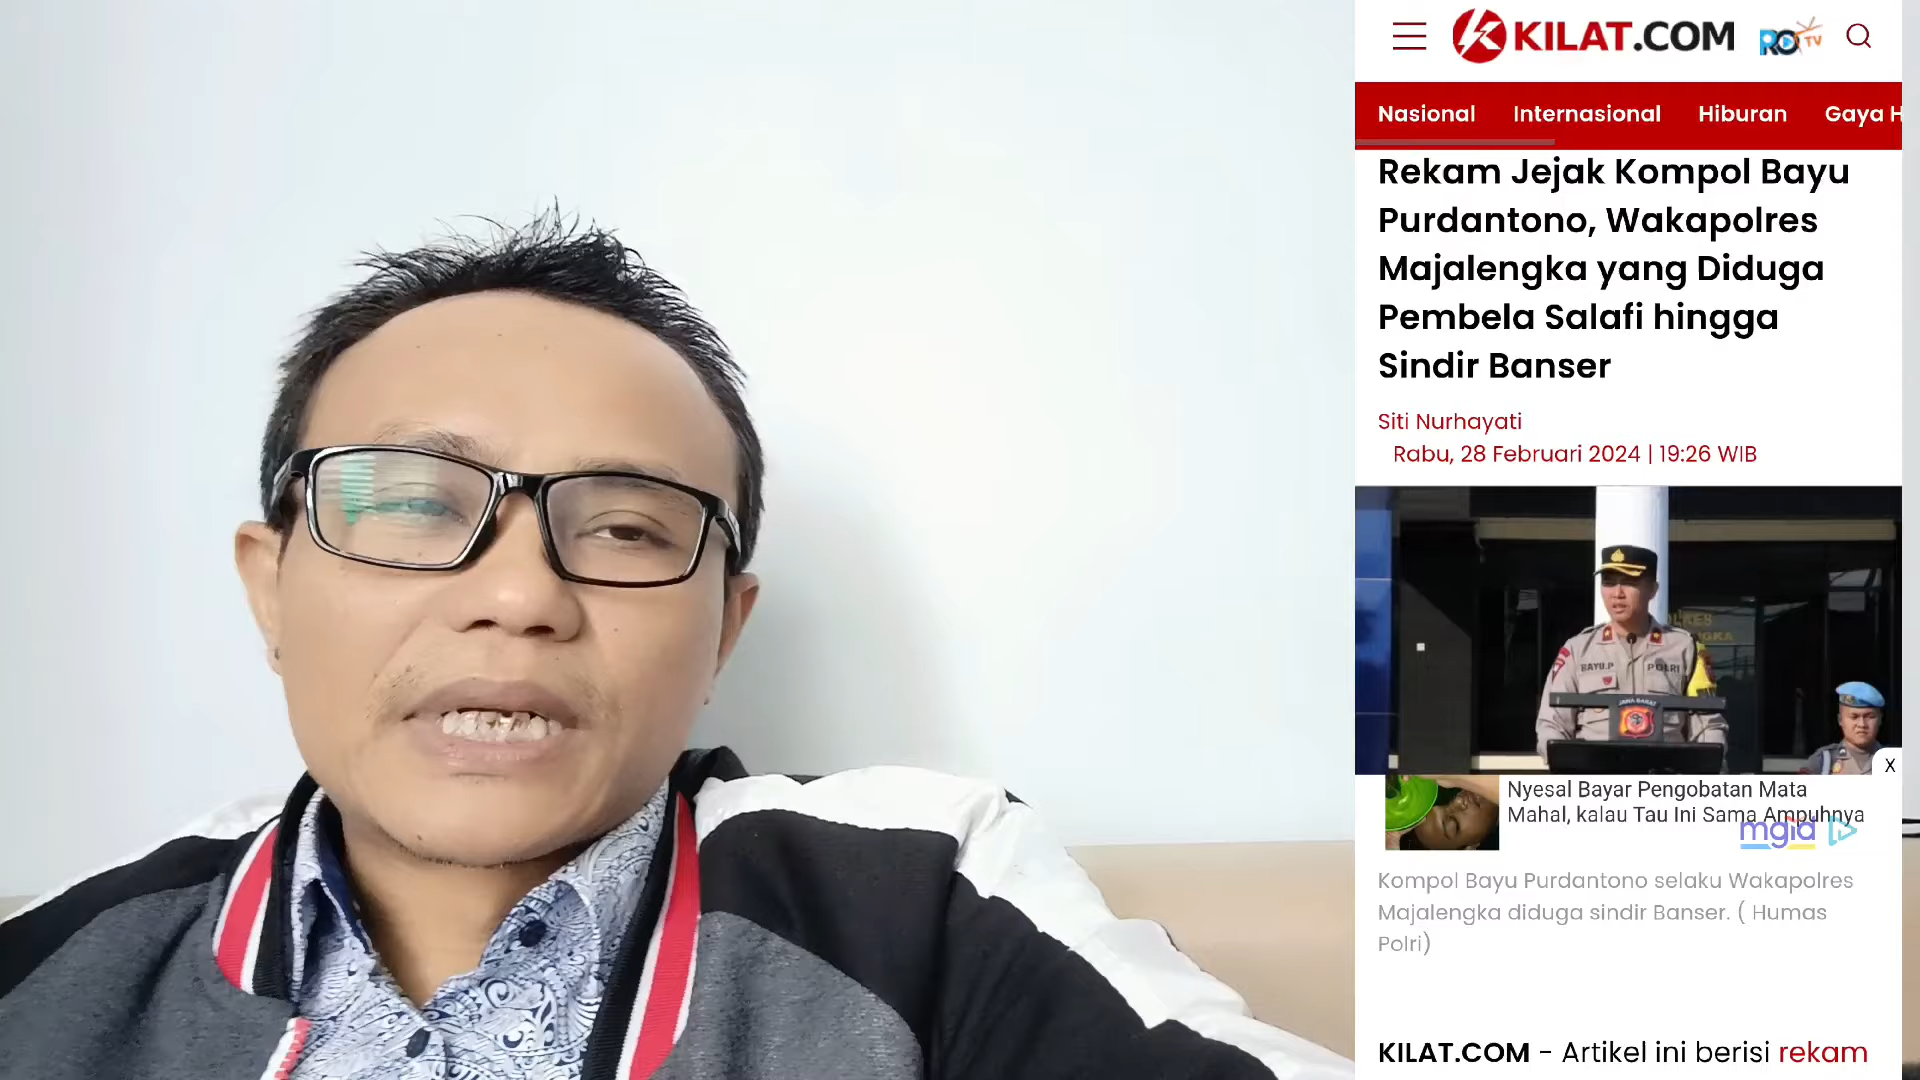 KILAT.COM
ROTV
Nasional Internasional Hiburan Gaya H
Rekam Jejak Kompol Bayu
Purdantono, Wakapolres
Majalengka yang Diduga
Pembela Salafi hingga
Sindir Banser
Siti Nurhayati
Rabu, 28 Februari 2024 | 19:26 WIB
BAYU.P POLRI
JAWA BARAT
X
Nyesal Bayar Pengobatan Mata
Mahal, kalau Tau Ini Sama Ampuhnya
mgid
Kompol Bayu Purdantono selaku Wakapolres
Majalengka diduga sindir Banser. ( Humas
Polri)
KILAT.COM - Artikel ini berisi rekam